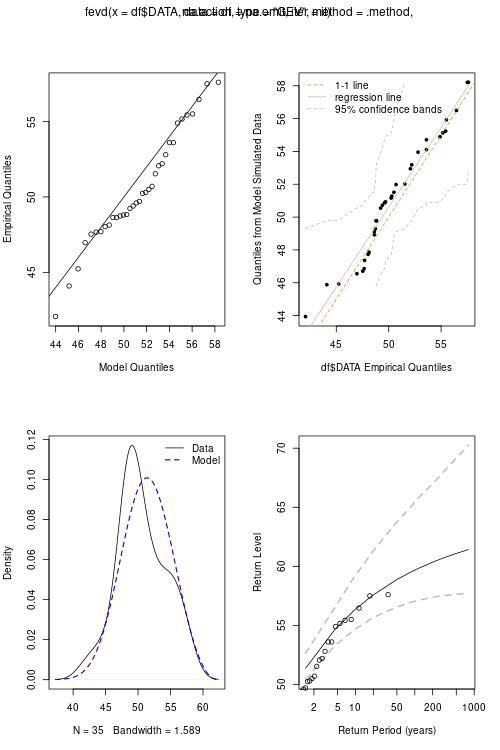 fevd(x = df$DATA, method = .method,
55
50
45
Empirical Quantiles
44 46 48 50 52 54 56 58
Model Quantiles
1-1 line
regression line
95% confidence bands
58
56
54
52
50
48
46
44
Quantiles from Model Simulated Data
45 50 55
df$DATA Empirical Quantiles
Data
Model
0.12
0.10
0.08
0.06
0.04
0.02
0.00
Density
40 45 50 55 60
N = 35 Bandwidth = 1.589
70
65
60
55
50
Return Level
2 5 10 50 200 1000
Return Period (years)